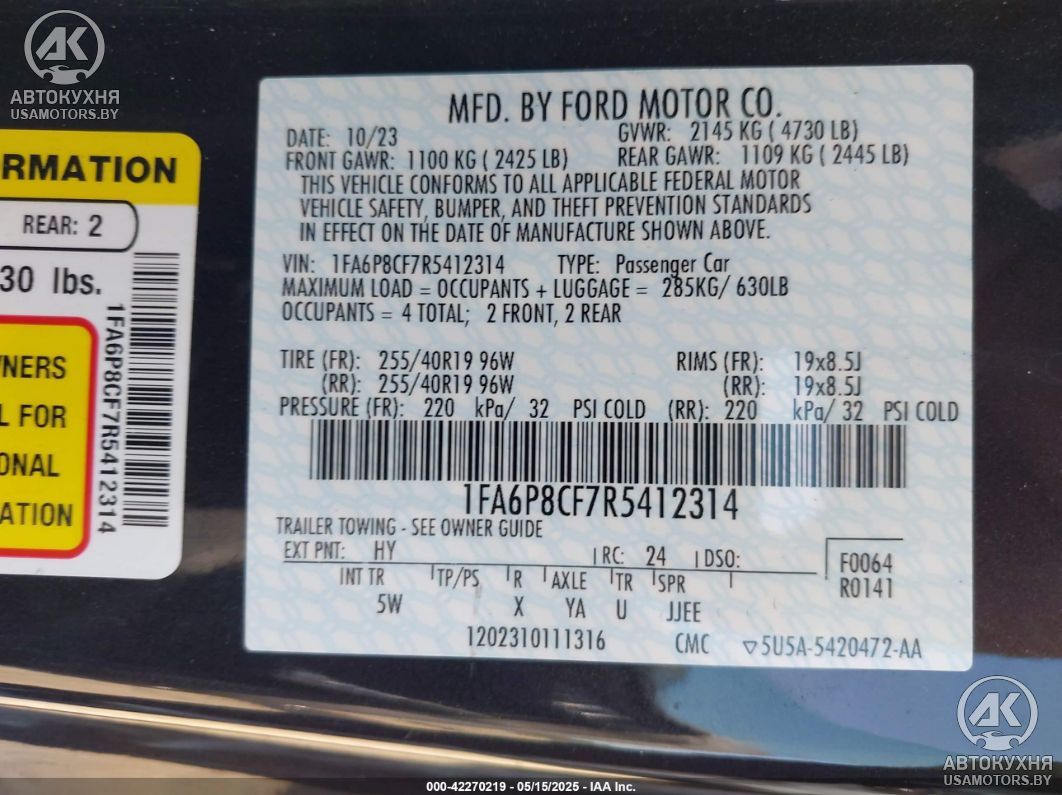 AK
АВТОКУХНЯ
USAMOTORS.BY
RMATION
REAR: 2
30 lbs.
1FA6P8CF7R5412314
NERS
L FOR
ONAL
ATION
MFD. BY FORD MOTOR CO.
DATE: 10/23 GVWR: 2145 KG ( 4730 LB)
FRONT GAWR: 1100 KG ( 2425 LB) REAR GAWR: 1109 KG ( 2445 LB)
THIS VEHICLE CONFORMS TO ALL APPLICABLE FEDERAL MOTOR
VEHICLE SAFETY, BUMPER, AND THEFT PREVENTION STANDARDS
IN EFFECT ON THE DATE OF MANUFACTURE SHOWN ABOVE.
VIN: 1FA6P8CF7R5412314 TYPE: Passenger Car
MAXIMUM LOAD = OCCUPANTS + LUGGAGE = 285KG/ 630LB
OCCUPANTS = 4 TOTAL; 2 FRONT, 2 REAR
TIRE (FR): 255/40R19 96W RIMS (FR): 19x8.5J
(RR): 255/40R19 96W (RR): 19x8.5J
PRESSURE (FR): 220 kPa/ 32 PSI COLD (RR): 220 kPa/ 32 PSI COLD
1FA6P8CF7R5412314
TRAILER TOWING - SEE OWNER GUIDE
EXT PNT: HY RC: 24 DSO: F0064
INT TR TP/PS R AXLE TR SPR R0141
5W X YA U JJEE
1202310111316 CMC ▽5U5A-5420472-AA
AK
АВТОКУХНЯ
USAMOTORS.BY
000-42270219 - 05/15/2025 - IAA Inc.